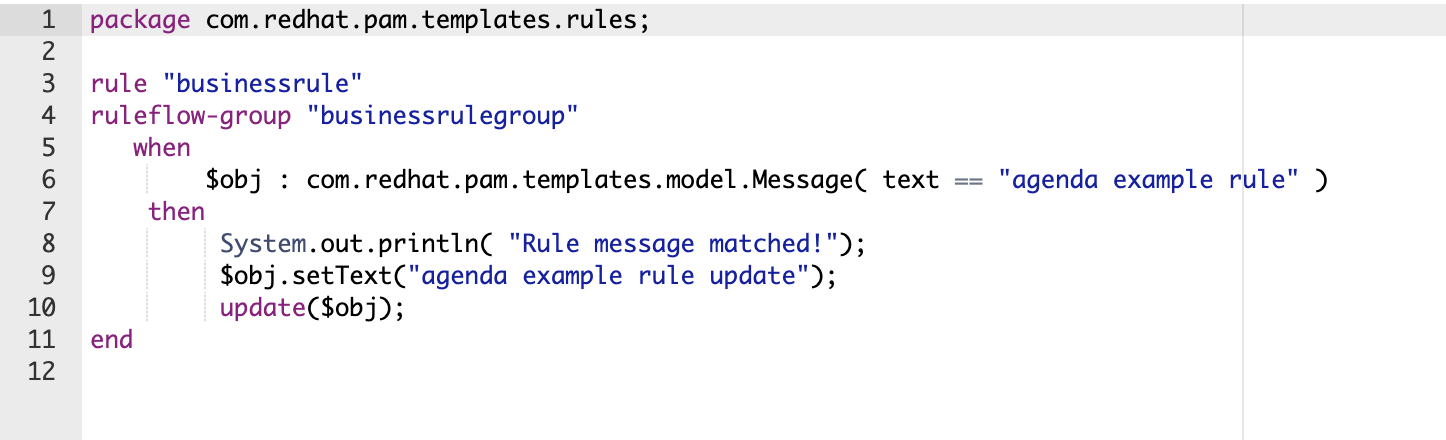 1 package com.redhat.pam.templates.rules;
2
3 rule "businessrule"
4 ruleflow-group "businessrulegroup"
5 when
6 $obj : com.redhat.pam.templates.model.Message( text == "agenda example rule" )
7 then
8 System.out.println( "Rule message matched!");
9 $obj.setText("agenda example rule update");
10 update($obj);
11 end
12